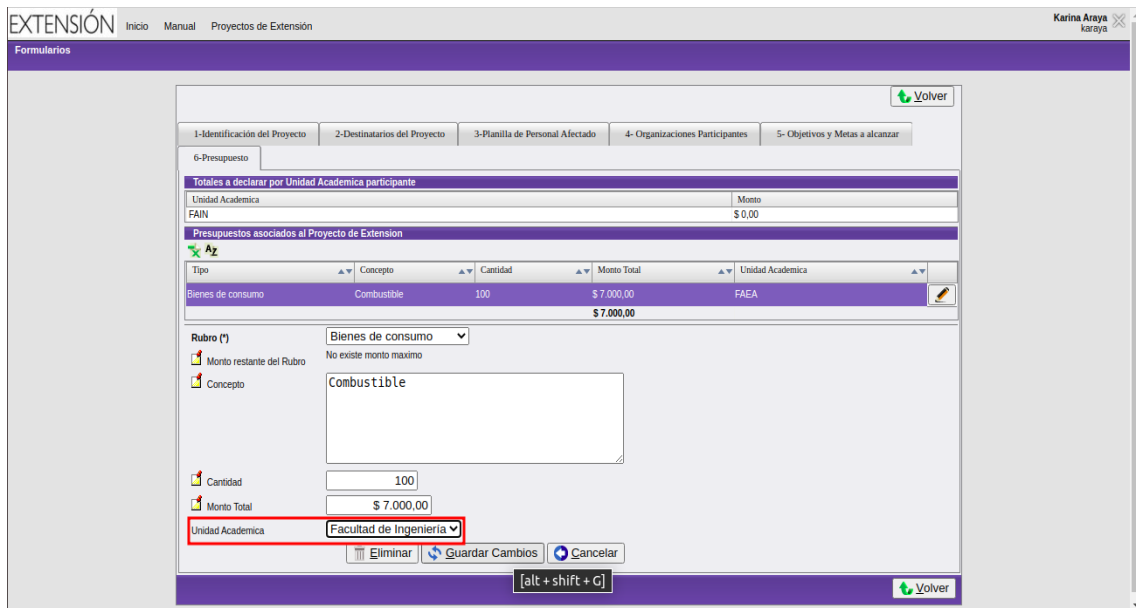 EXTENSIÓN Inicio Manual Proyectos de Extensión Karina Araya
karaya
Formularios
Volver
1-Identificación del Proyecto 2-Destinatarios del Proyecto 3-Planilla de Personal Afectado 4- Organizaciones Participantes 5- Objetivos y Metas a alcanzar
6-Presupuesto
Totales a declarar por Unidad Academica participante
Unidad Academica Monto
FAIN $ 0,00
Presupuestos asociados al Proyecto de Extension
AZ
Tipo Concepto Cantidad Monto Total Unidad Academica
Bienes de consumo Combustible 100 $ 7.000,00 FAEA
$ 7.000,00
Rubro (*) Bienes de consumo
Monto restante del Rubro No existe monto maximo
Concepto Combustible
Cantidad 100
Monto Total $ 7.000,00
Unidad Academica Facultad de Ingeniería
Eliminar Guardar Cambios Cancelar
[alt + shift + G]
Volver